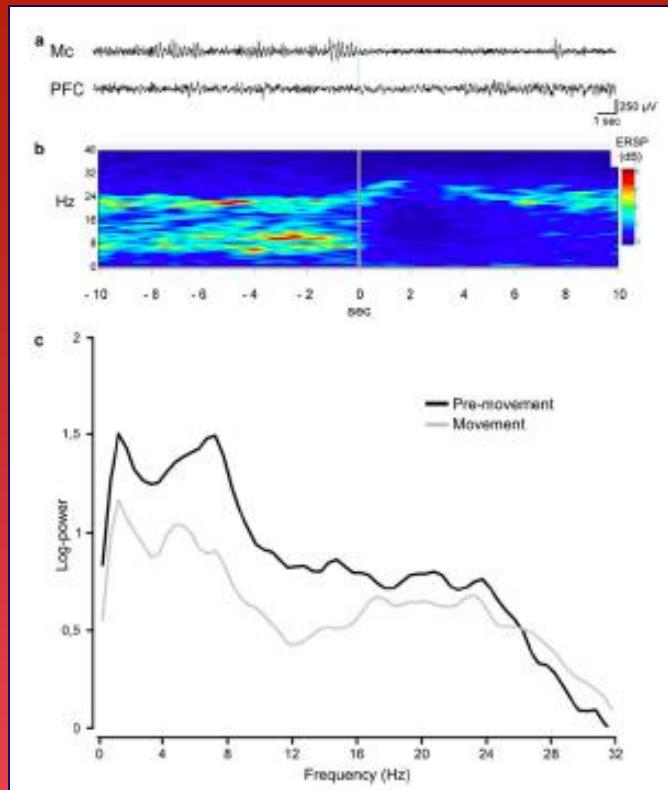 a
Mc
PFC
250 µV
1 sec
b
ERSP
(dB)
40
32
24
Hz
16
8
0
-10 -8 -6 -4 -2 0 2 4 6 8 10
sec
c
2
1,5
1
0,5
0
Log-power
Pre-movement
Movement
0 4 8 12 16 20 24 28 32
Frequency (Hz)